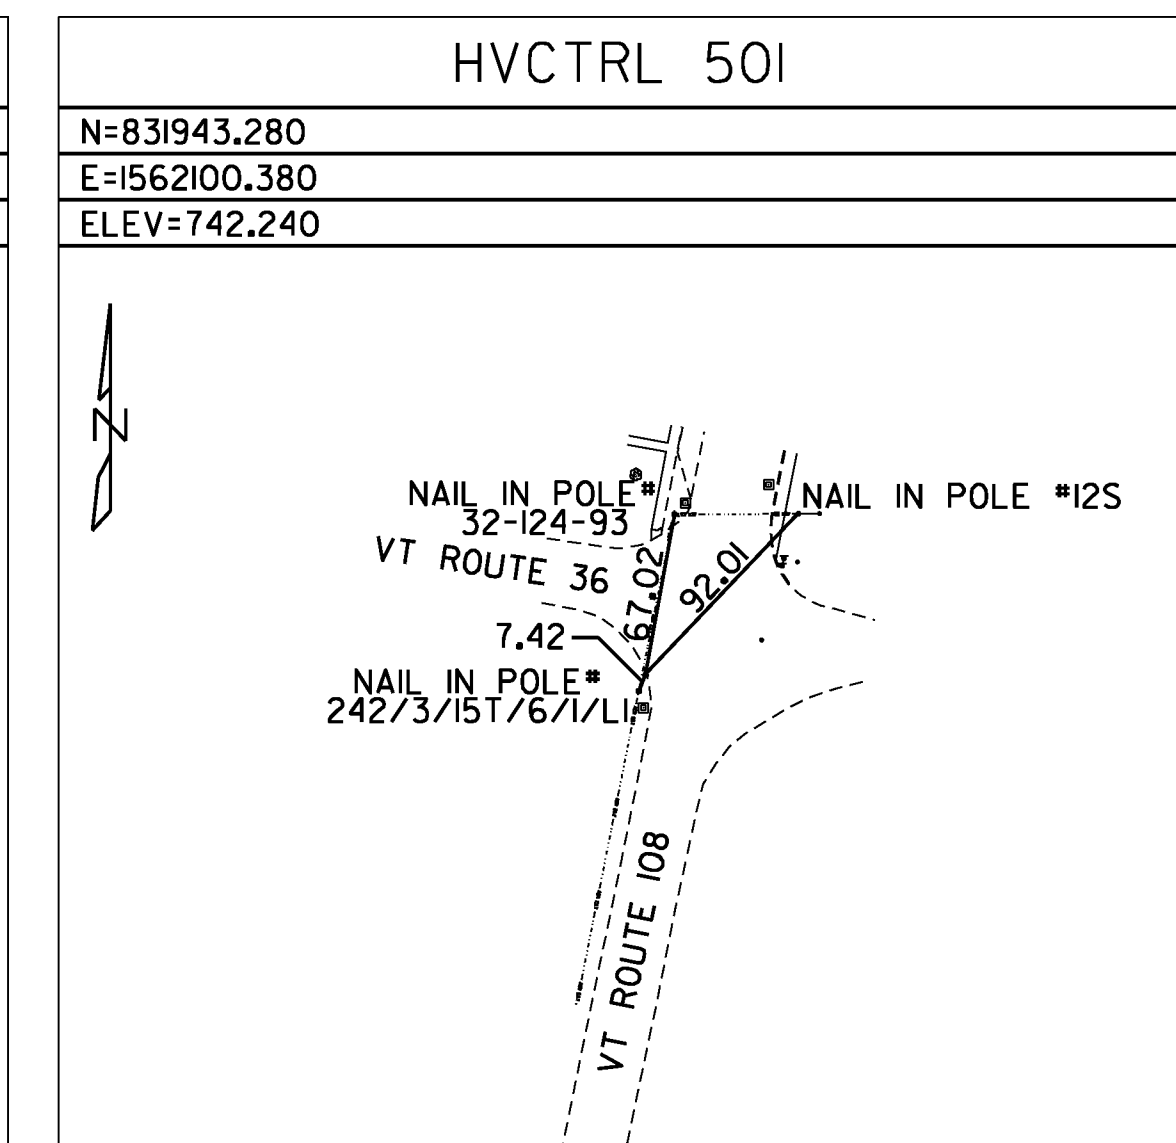 HVCTRL 501
N=831943.280
E=1562100.380
ELEV=742.240
N
NAIL IN POLE#
32-124-93
NAIL IN POLE #12S
VT ROUTE 36
67.02
92.01
7.42
NAIL IN POLE#
242/3/15T/6/1/L1
VT ROUTE 108